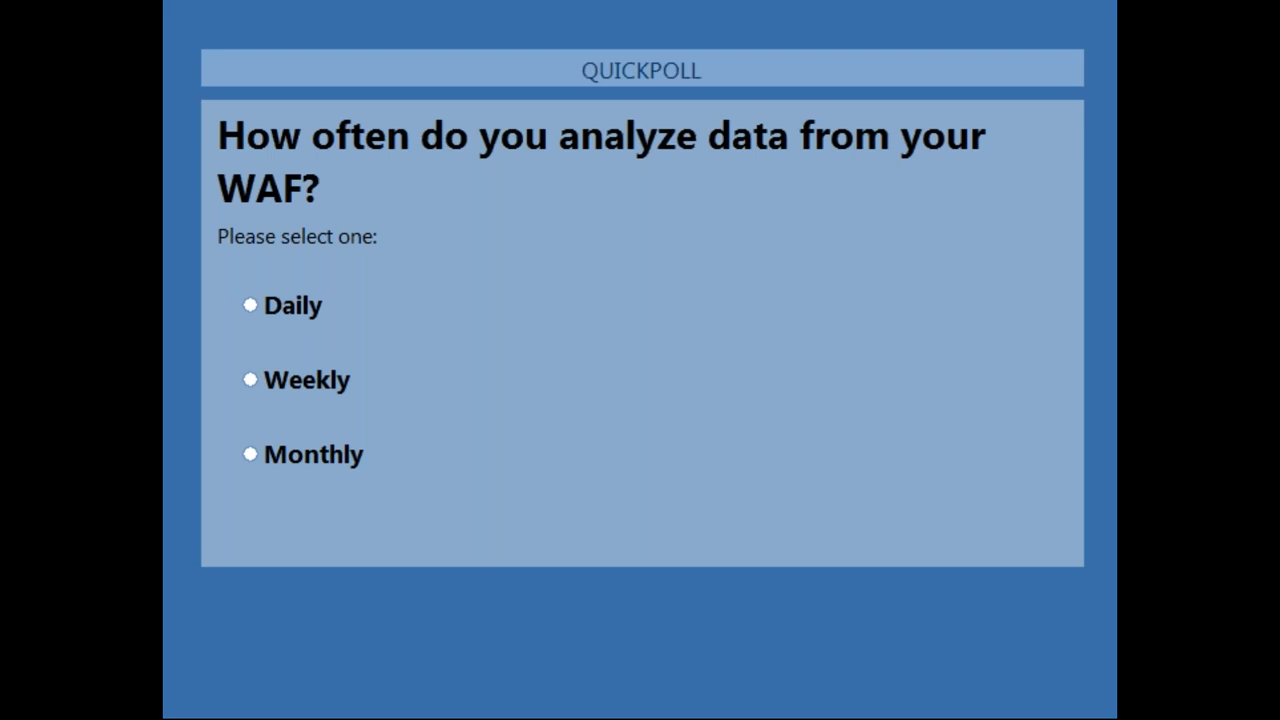 QUICKPOLL
How often do you analyze data from your
WAF?
Please select one:
Daily
Weekly
Monthly